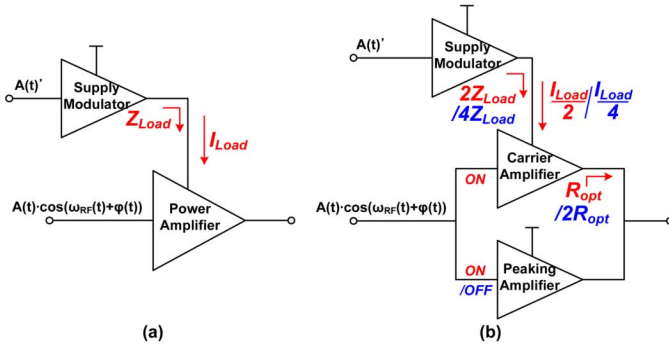 A(t)'
Supply
Modulator
Z_Load
I_Load
A(t)·cos(ω_RF(t)+φ(t))
Power
Amplifier
(a)
A(t)'
Supply
Modulator
2Z_Load
/4Z_Load
I_Load/2 / I_Load/4
Carrier
Amplifier
ON
R_opt
/2R_opt
A(t)·cos(ω_RF(t)+φ(t))
ON
/OFF
Peaking
Amplifier
(b)